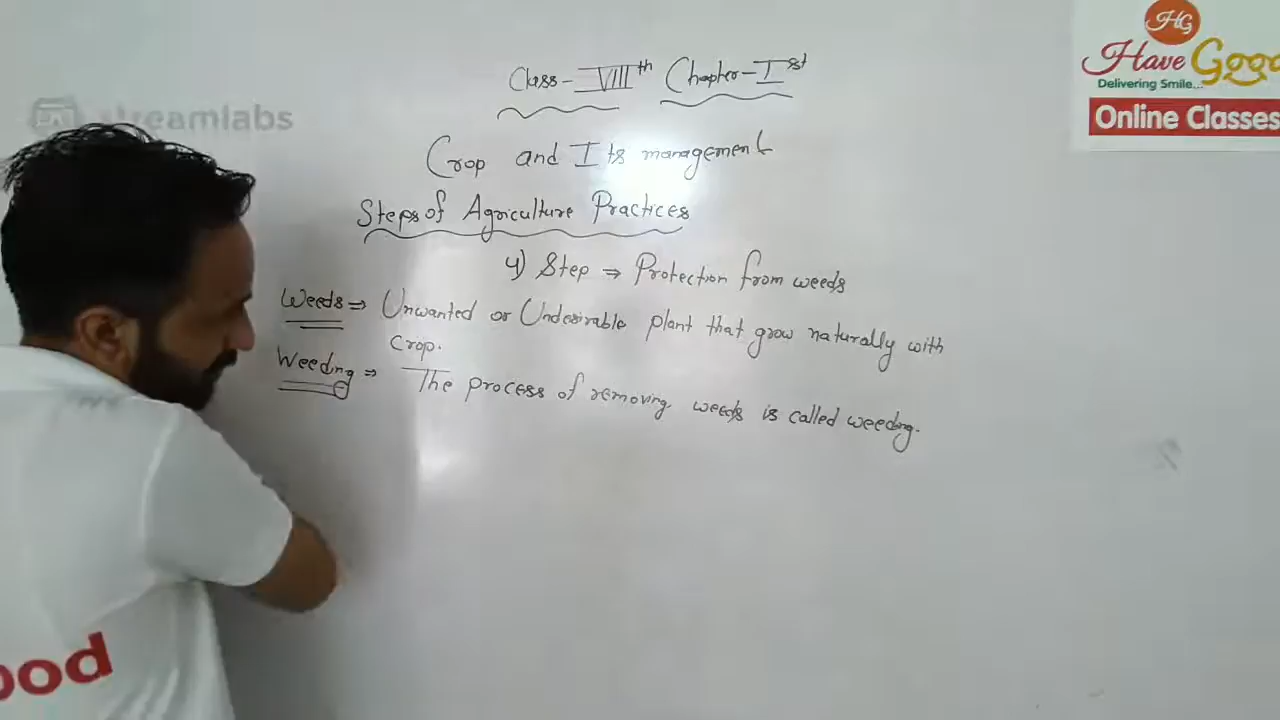 streamlabs
HG
Have Good
Delivering Smile...
Online Classes
Class - VIIIth Chapter - Ist
Crop and Its management
Steps of Agriculture Practices
4) Step ⇒ Protection from weeds
Weeds ⇒ Unwanted or Undesirable plant that grow naturally with
crop.
Weeding ⇒ The process of removing weeds is called weeding.
ood